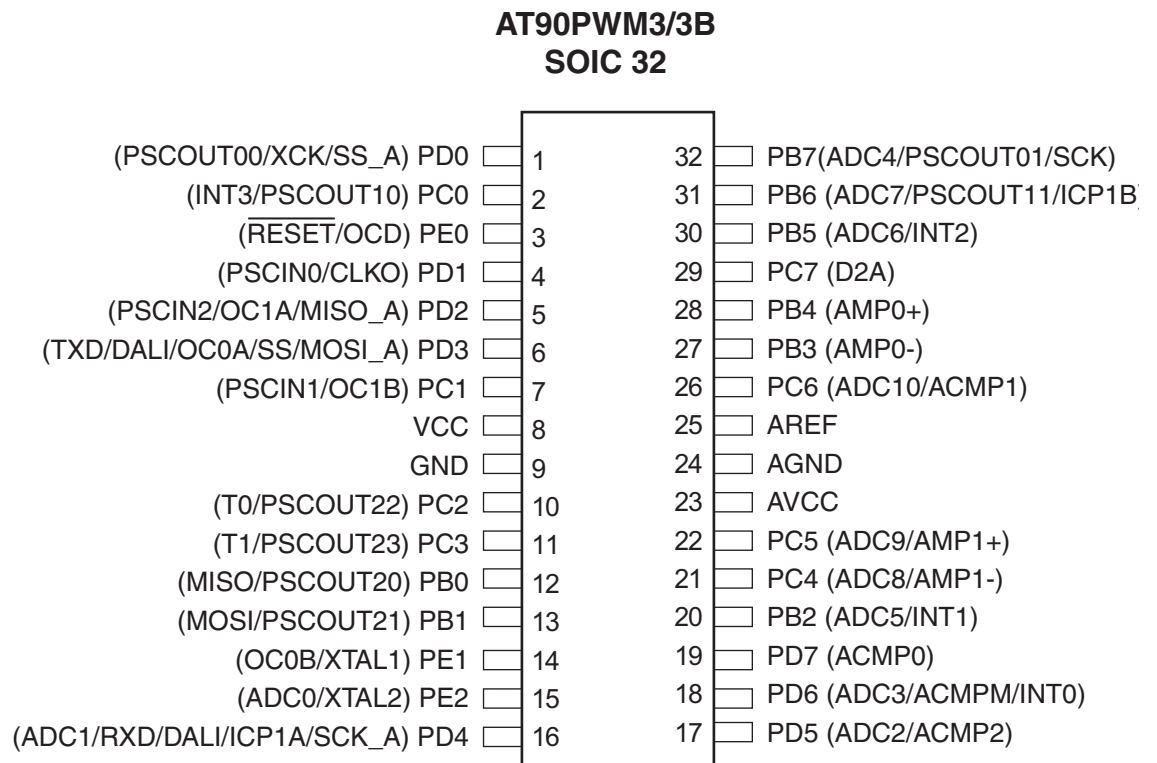 AT90PWM3/3B
SOIC 32
(PSCOUT00/XCK/SS_A) PD0 1 32 PB7(ADC4/PSCOUT01/SCK)
(INT3/PSCOUT10) PC0 2 31 PB6 (ADC7/PSCOUT11/ICP1B)
(RESET/OCD) PE0 3 30 PB5 (ADC6/INT2)
(PSCIN0/CLKO) PD1 4 29 PC7 (D2A)
(PSCIN2/OC1A/MISO_A) PD2 5 28 PB4 (AMP0+)
(TXD/DALI/OC0A/SS/MOSI_A) PD3 6 27 PB3 (AMP0-)
(PSCIN1/OC1B) PC1 7 26 PC6 (ADC10/ACMP1)
VCC 8 25 AREF
GND 9 24 AGND
(T0/PSCOUT22) PC2 10 23 AVCC
(T1/PSCOUT23) PC3 11 22 PC5 (ADC9/AMP1+)
(MISO/PSCOUT20) PB0 12 21 PC4 (ADC8/AMP1-)
(MOSI/PSCOUT21) PB1 13 20 PB2 (ADC5/INT1)
(OC0B/XTAL1) PE1 14 19 PD7 (ACMP0)
(ADC0/XTAL2) PE2 15 18 PD6 (ADC3/ACMPM/INT0)
(ADC1/RXD/DALI/ICP1A/SCK_A) PD4 16 17 PD5 (ADC2/ACMP2)